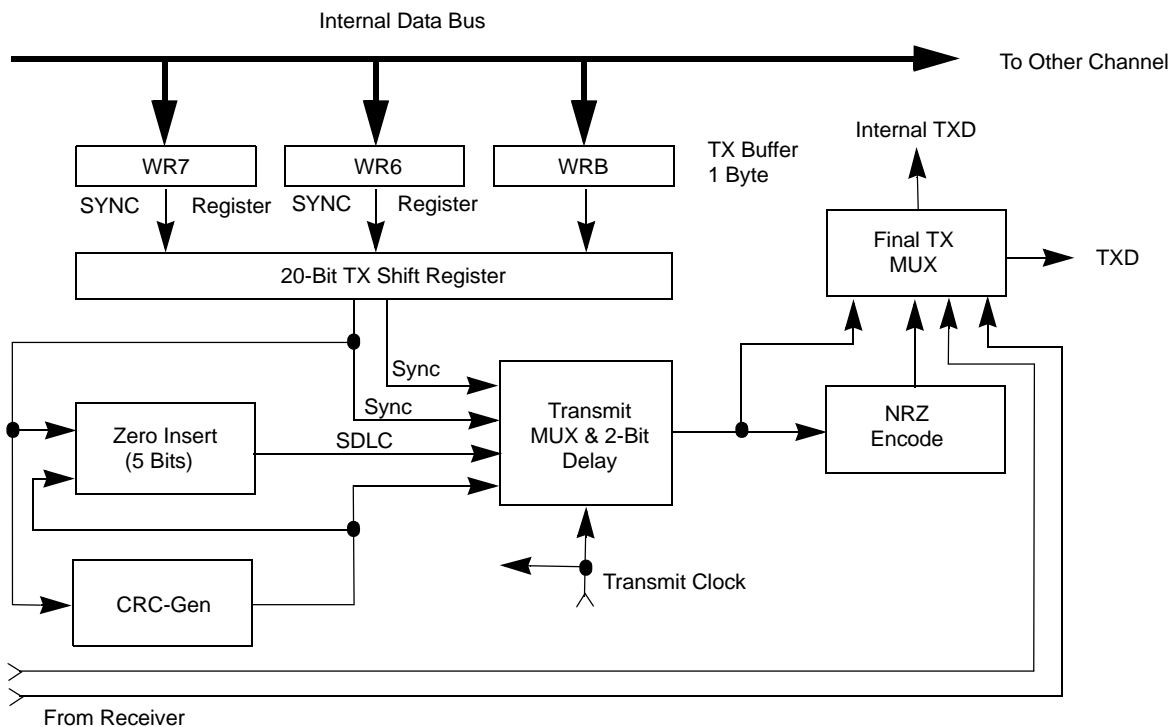 Internal Data Bus
To Other Channel
WR7
WR6
WRB
TX Buffer
1 Byte
Internal TXD
SYNC Register
SYNC Register
Final TX
MUX
TXD
20-Bit TX Shift Register
Sync
Sync
SDLC
Zero Insert
(5 Bits)
Transmit
MUX & 2-Bit
Delay
NRZ
Encode
CRC-Gen
Transmit Clock
From Receiver